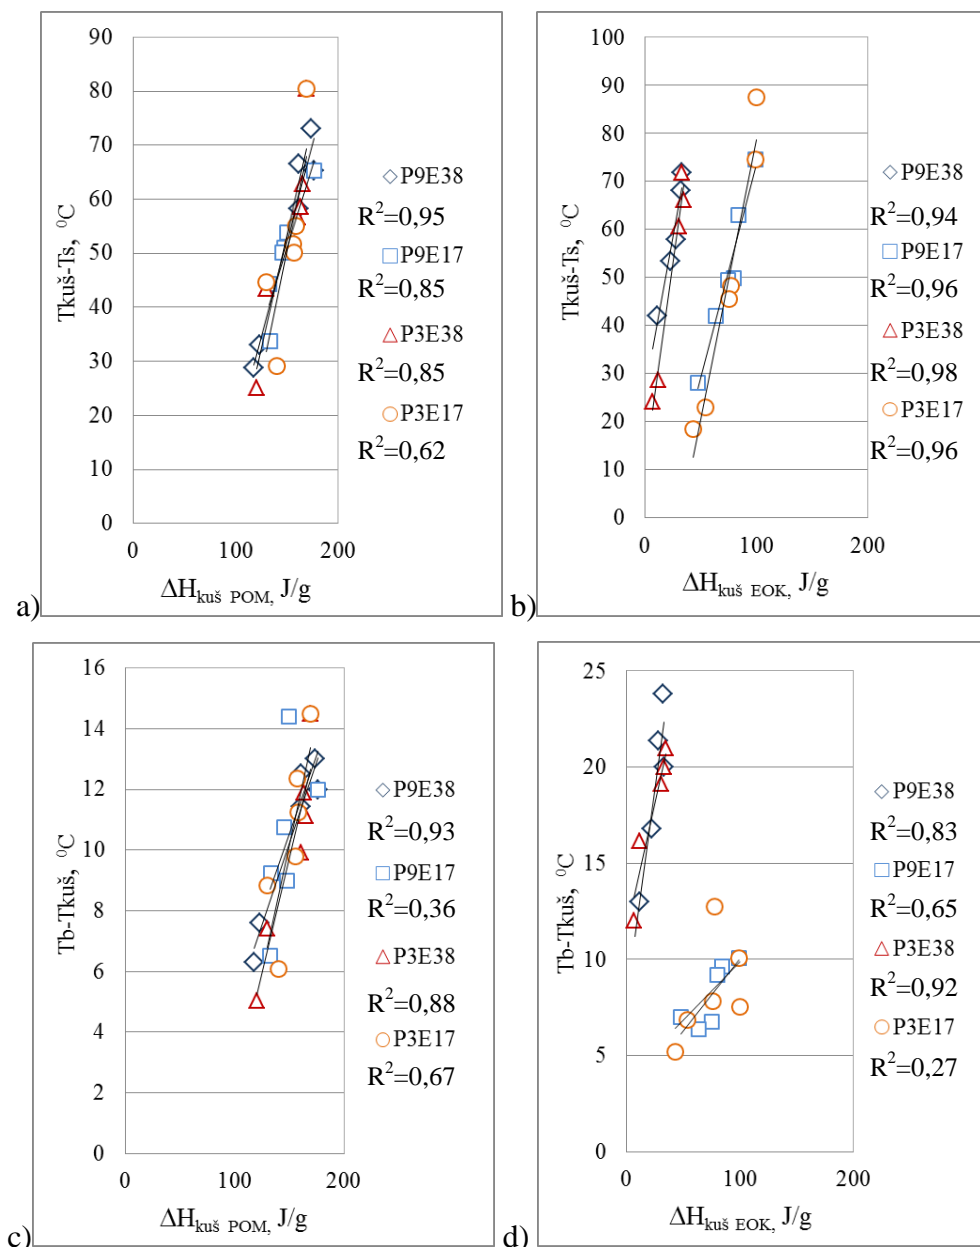 90
80
70
60
50
40
30
20
10
0
0 100 200
Tkuš-Ts, ⁰C
ΔHkuš POM, J/g
P9E38
R²=0,95
P9E17
R²=0,85
P3E38
R²=0,85
P3E17
R²=0,62
a)
100
90
80
70
60
50
40
30
20
10
0
0 100 200
Tkuš-Ts, ⁰C
ΔHkuš EOK, J/g
P9E38
R²=0,94
P9E17
R²=0,96
P3E38
R²=0,98
P3E17
R²=0,96
b)
16
14
12
10
8
6
4
2
0
0 100 200
Tb-Tkuš, ⁰C
ΔHkuš POM, J/g
P9E38
R²=0,93
P9E17
R²=0,36
P3E38
R²=0,88
P3E17
R²=0,67
c)
25
20
15
10
5
0
0 100 200
Tb-Tkuš, ⁰C
ΔHkuš EOK, J/g
P9E38
R²=0,83
P9E17
R²=0,65
P3E38
R²=0,92
P3E17
R²=0,27
d)